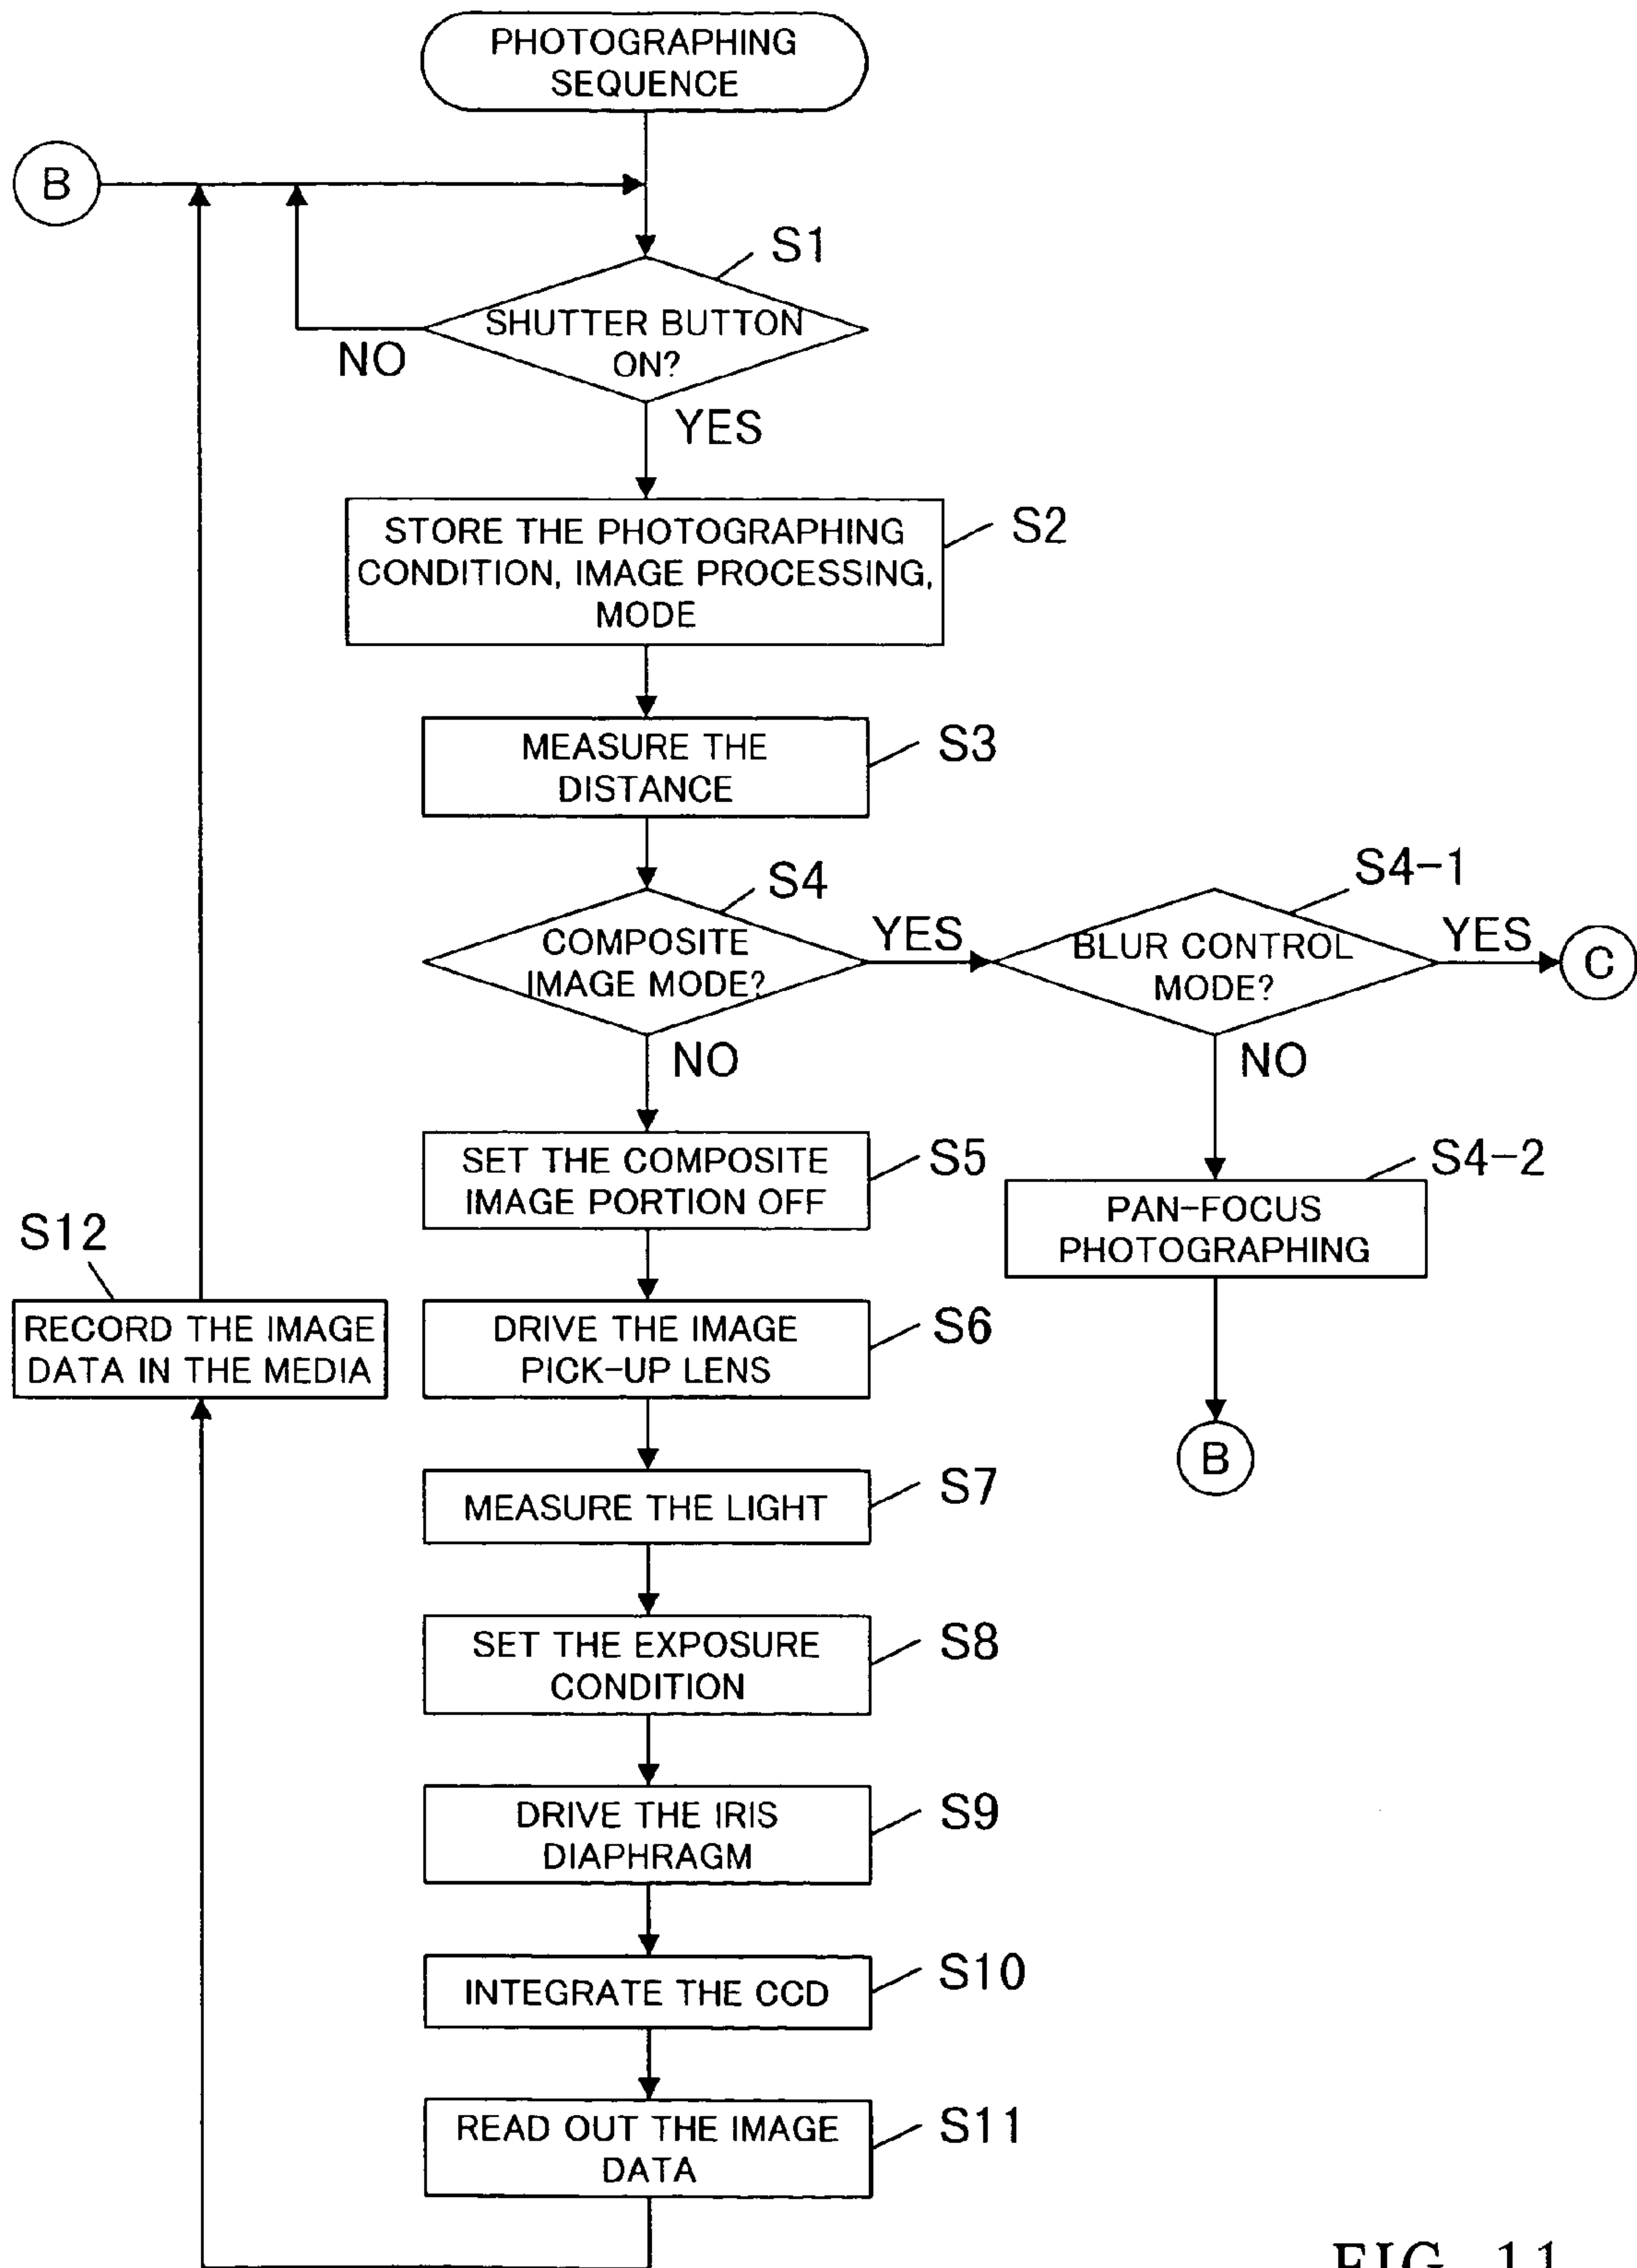 PHOTOGRAPHING
SEQUENCE
B
S1
SHUTTER BUTTON
ON?
NO
YES
S2
STORE THE PHOTOGRAPHING
CONDITION, IMAGE PROCESSING,
MODE
S3
MEASURE THE
DISTANCE
S4
COMPOSITE
IMAGE MODE?
YES
NO
S4-1
BLUR CONTROL
MODE?
YES
C
NO
S4-2
PAN-FOCUS
PHOTOGRAPHING
B
S5
SET THE COMPOSITE
IMAGE PORTION OFF
S6
DRIVE THE IMAGE
PICK-UP LENS
S7
MEASURE THE LIGHT
S8
SET THE EXPOSURE
CONDITION
S9
DRIVE THE IRIS
DIAPHRAGM
S10
INTEGRATE THE CCD
S11
READ OUT THE IMAGE
DATA
S12
RECORD THE IMAGE
DATA IN THE MEDIA
FIG. 11